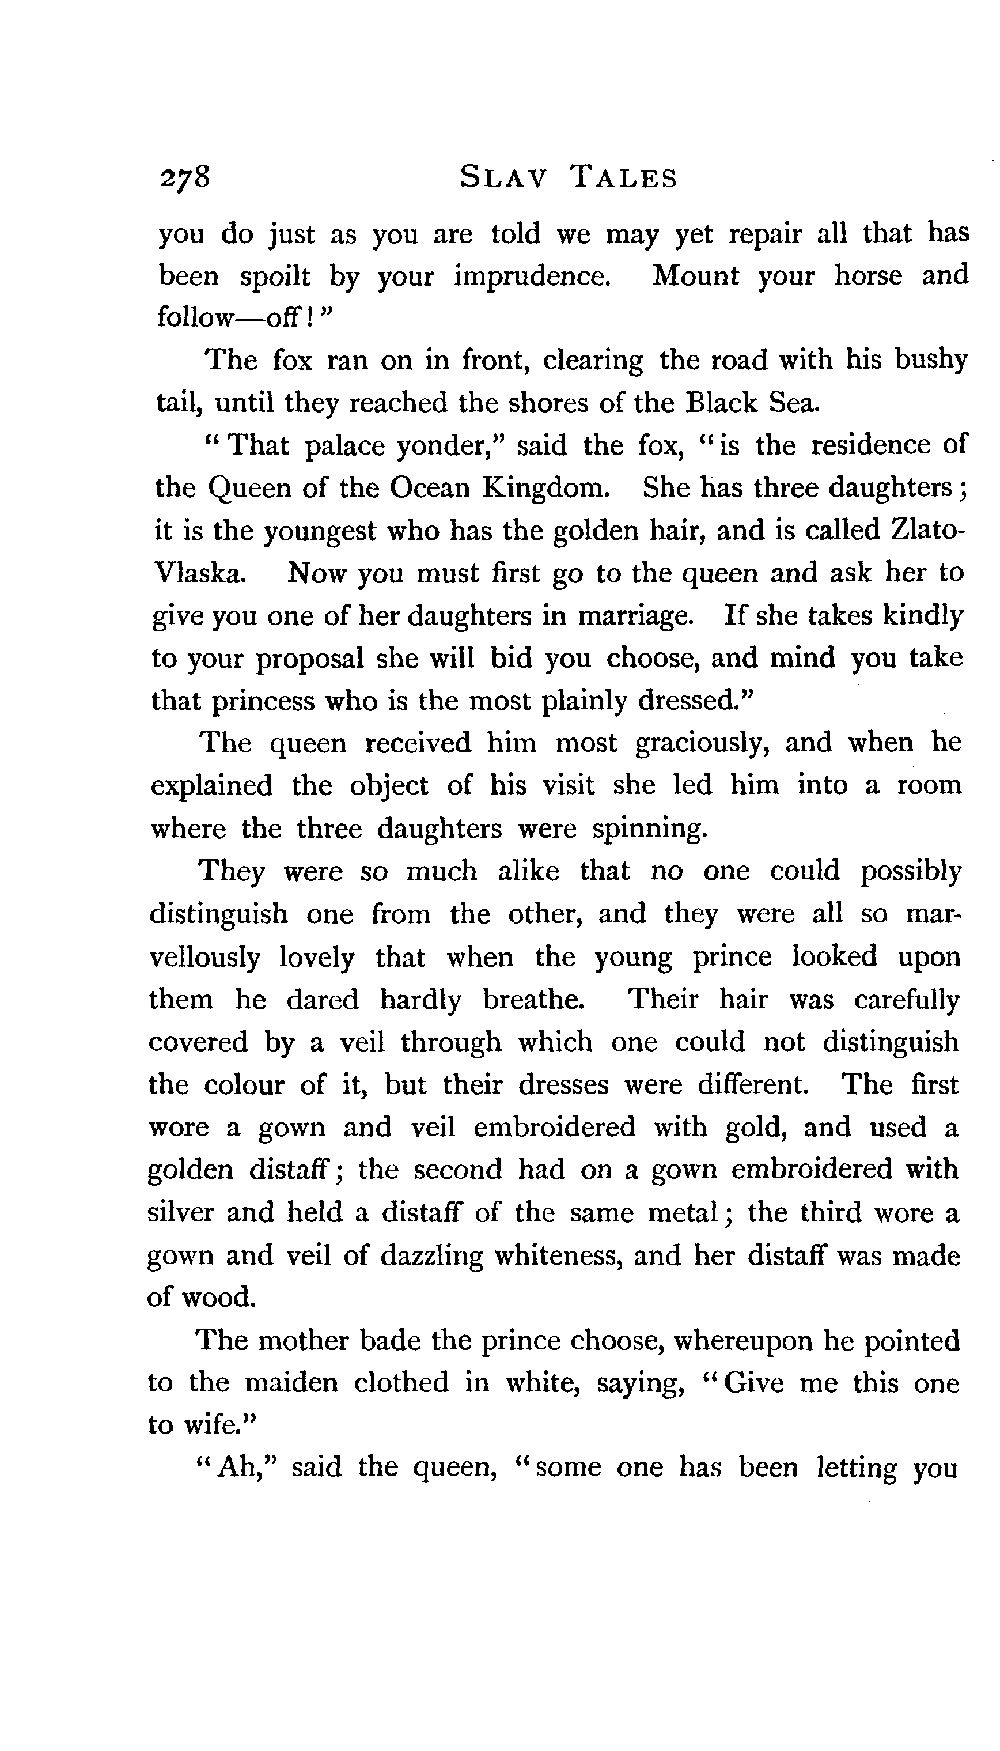 278 SLAV TALES
you do just as you are told we may yet repair all that has
been spoilt by your imprudence. Mount your horse and
follow—off!"
The fox ran on in front, clearing the road with his bushy
tail, until they reached the shores of the Black Sea.
"That palace yonder," said the fox, "is the residence of
the Queen of the Ocean Kingdom. She has three daughters;
it is the youngest who has the golden hair, and is called Zlato-
Vlaska. Now you must first go to the queen and ask her to
give you one of her daughters in marriage. If she takes kindly
to your proposal she will bid you choose, and mind you take
that princess who is the most plainly dressed."
The queen received him most graciously, and when he
explained the object of his visit she led him into a room
where the three daughters were spinning.
They were so much alike that no one could possibly
distinguish one from the other, and they were all so mar-
vellously lovely that when the young prince looked upon
them he dared hardly breathe. Their hair was carefully
covered by a veil through which one could not distinguish
the colour of it, but their dresses were different. The first
wore a gown and veil embroidered with gold, and used a
golden distaff; the second had on a gown embroidered with
silver and held a distaff of the same metal; the third wore a
gown and veil of dazzling whiteness, and her distaff was made
of wood.
The mother bade the prince choose, whereupon he pointed
to the maiden clothed in white, saying, "Give me this one
to wife."
"Ah," said the queen, "some one has been letting you